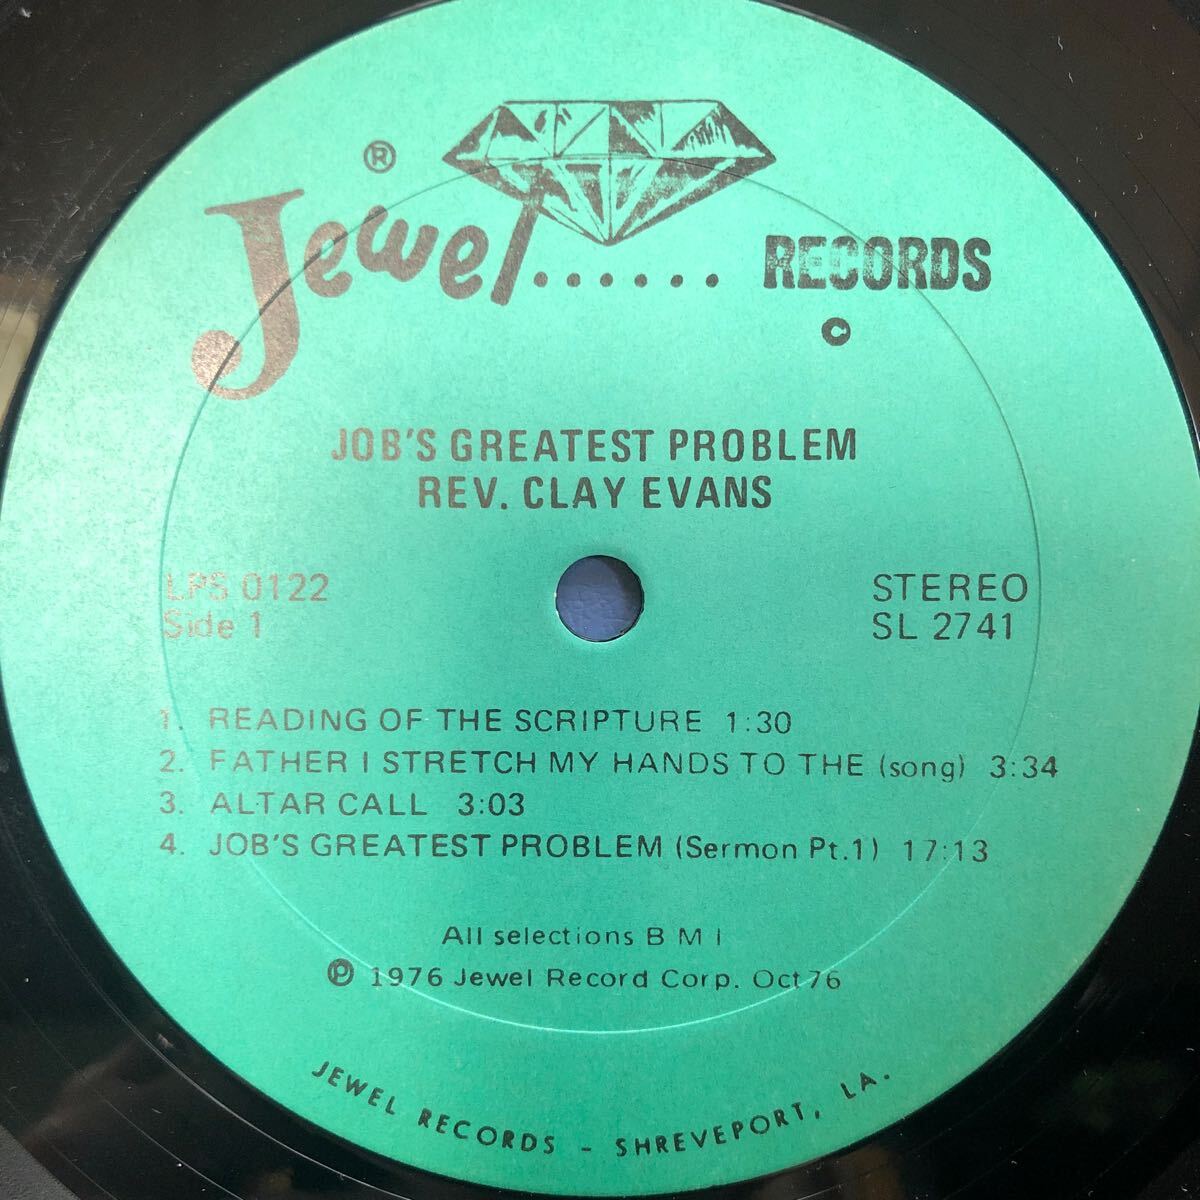 ®
Jewel...... RECORDS
©
JOB'S GREATEST PROBLEM
REV. CLAY EVANS
LPS 0122
Side 1
STEREO
SL 2741
1. READING OF THE SCRIPTURE 1:30
2. FATHER I STRETCH MY HANDS TO THE (song) 3:34
3. ALTAR CALL 3:03
4. JOB'S GREATEST PROBLEM (Sermon Pt.1) 17:13
All selections B M I
℗ 1976 Jewel Record Corp. Oct 76
JEWEL RECORDS - SHREVEPORT, LA.